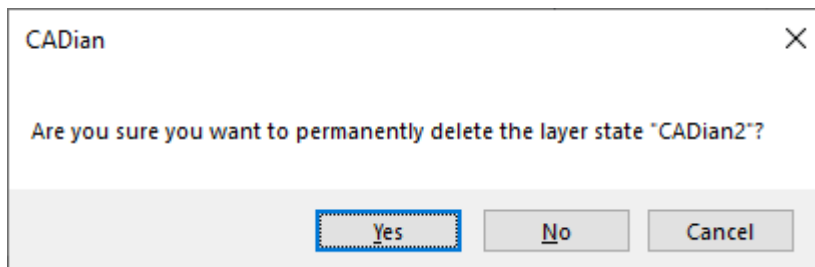 CADian
Are you sure you want to permanently delete the layer state "CADian2"?
Yes
No
Cancel